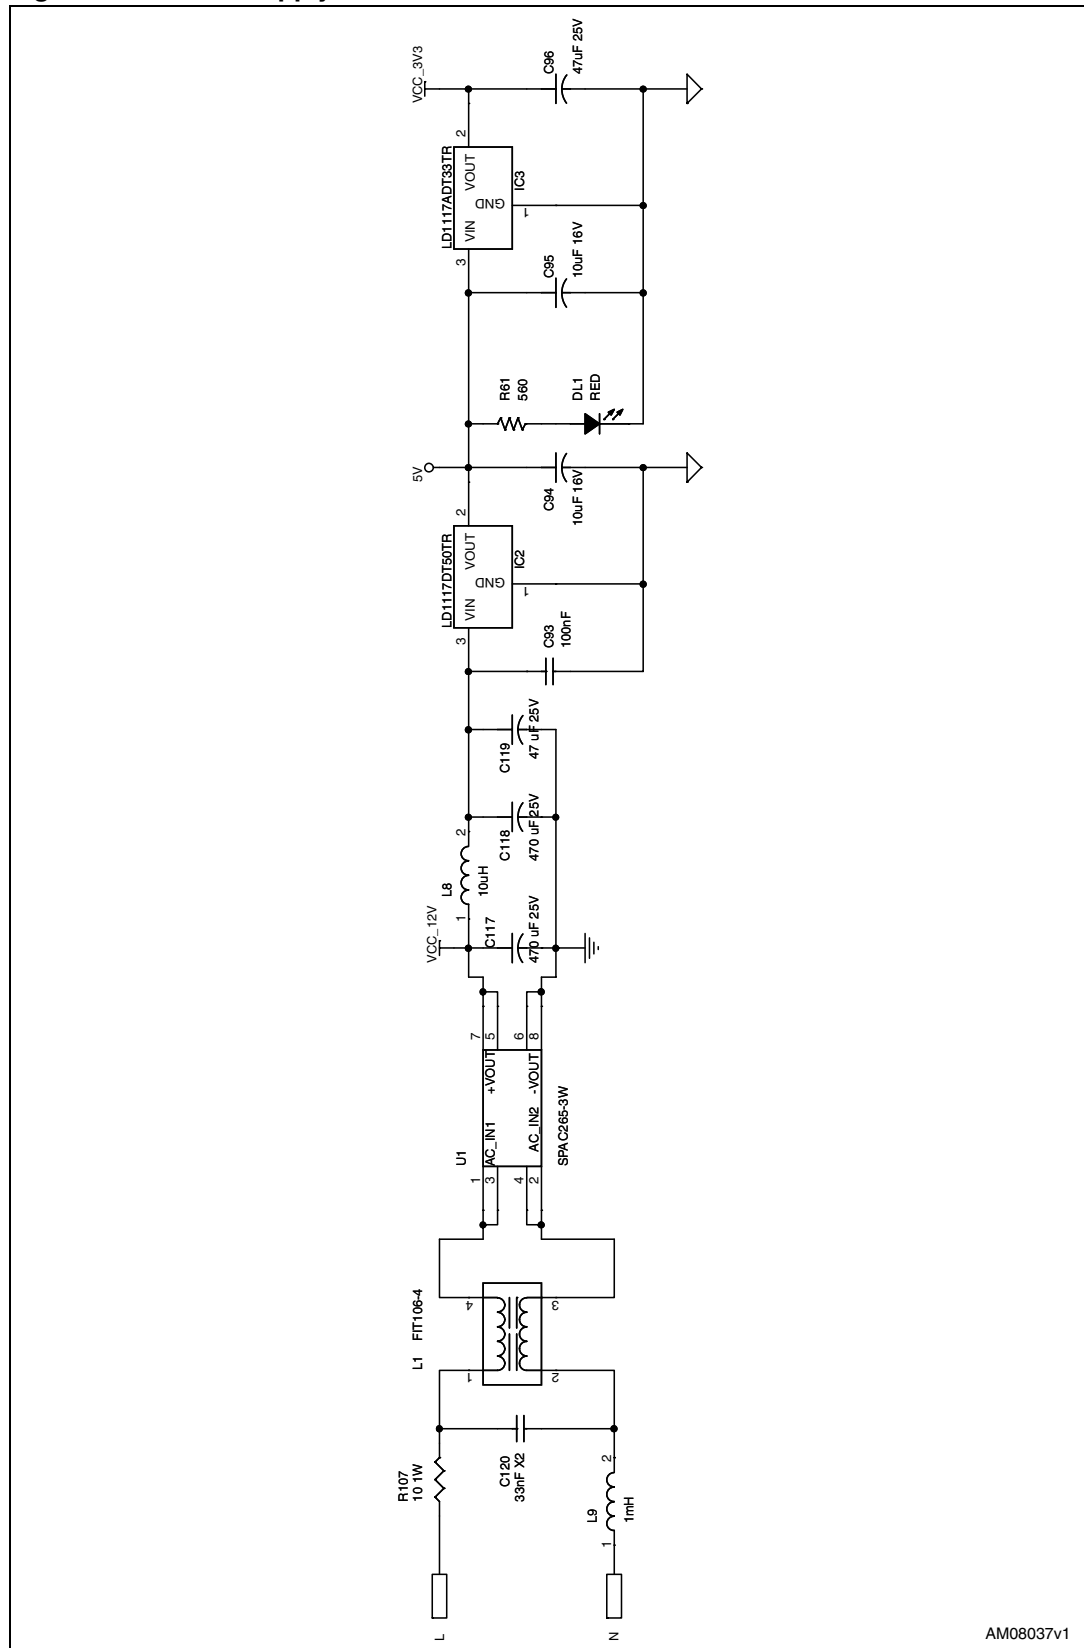 VCC_3V3
C96
47uF 25V
2
LD1117ADT33TR
VOUT
GND
VIN
IC3
1
3
C95
10uF 16V
R61
560
DL1
RED
5V
C94
10uF 16V
2
LD1117DT50TR
VOUT
GND
VIN
IC2
1
3
C93
100nF
C119
47 uF 25V
C118
470 uF 25V
2
L8
10uH
1
VCC_12V
C117
470 uF 25V
7
5
6
8
+VOUT
-VOUT
AC_IN1
AC_IN2
U1
SPAC265-3W
1
3
4
2
L1 FIT106-4
4
3
1
2
R107
10 1W
C120
33nF X2
2
L9
1mH
1
L
N
AM08037v1